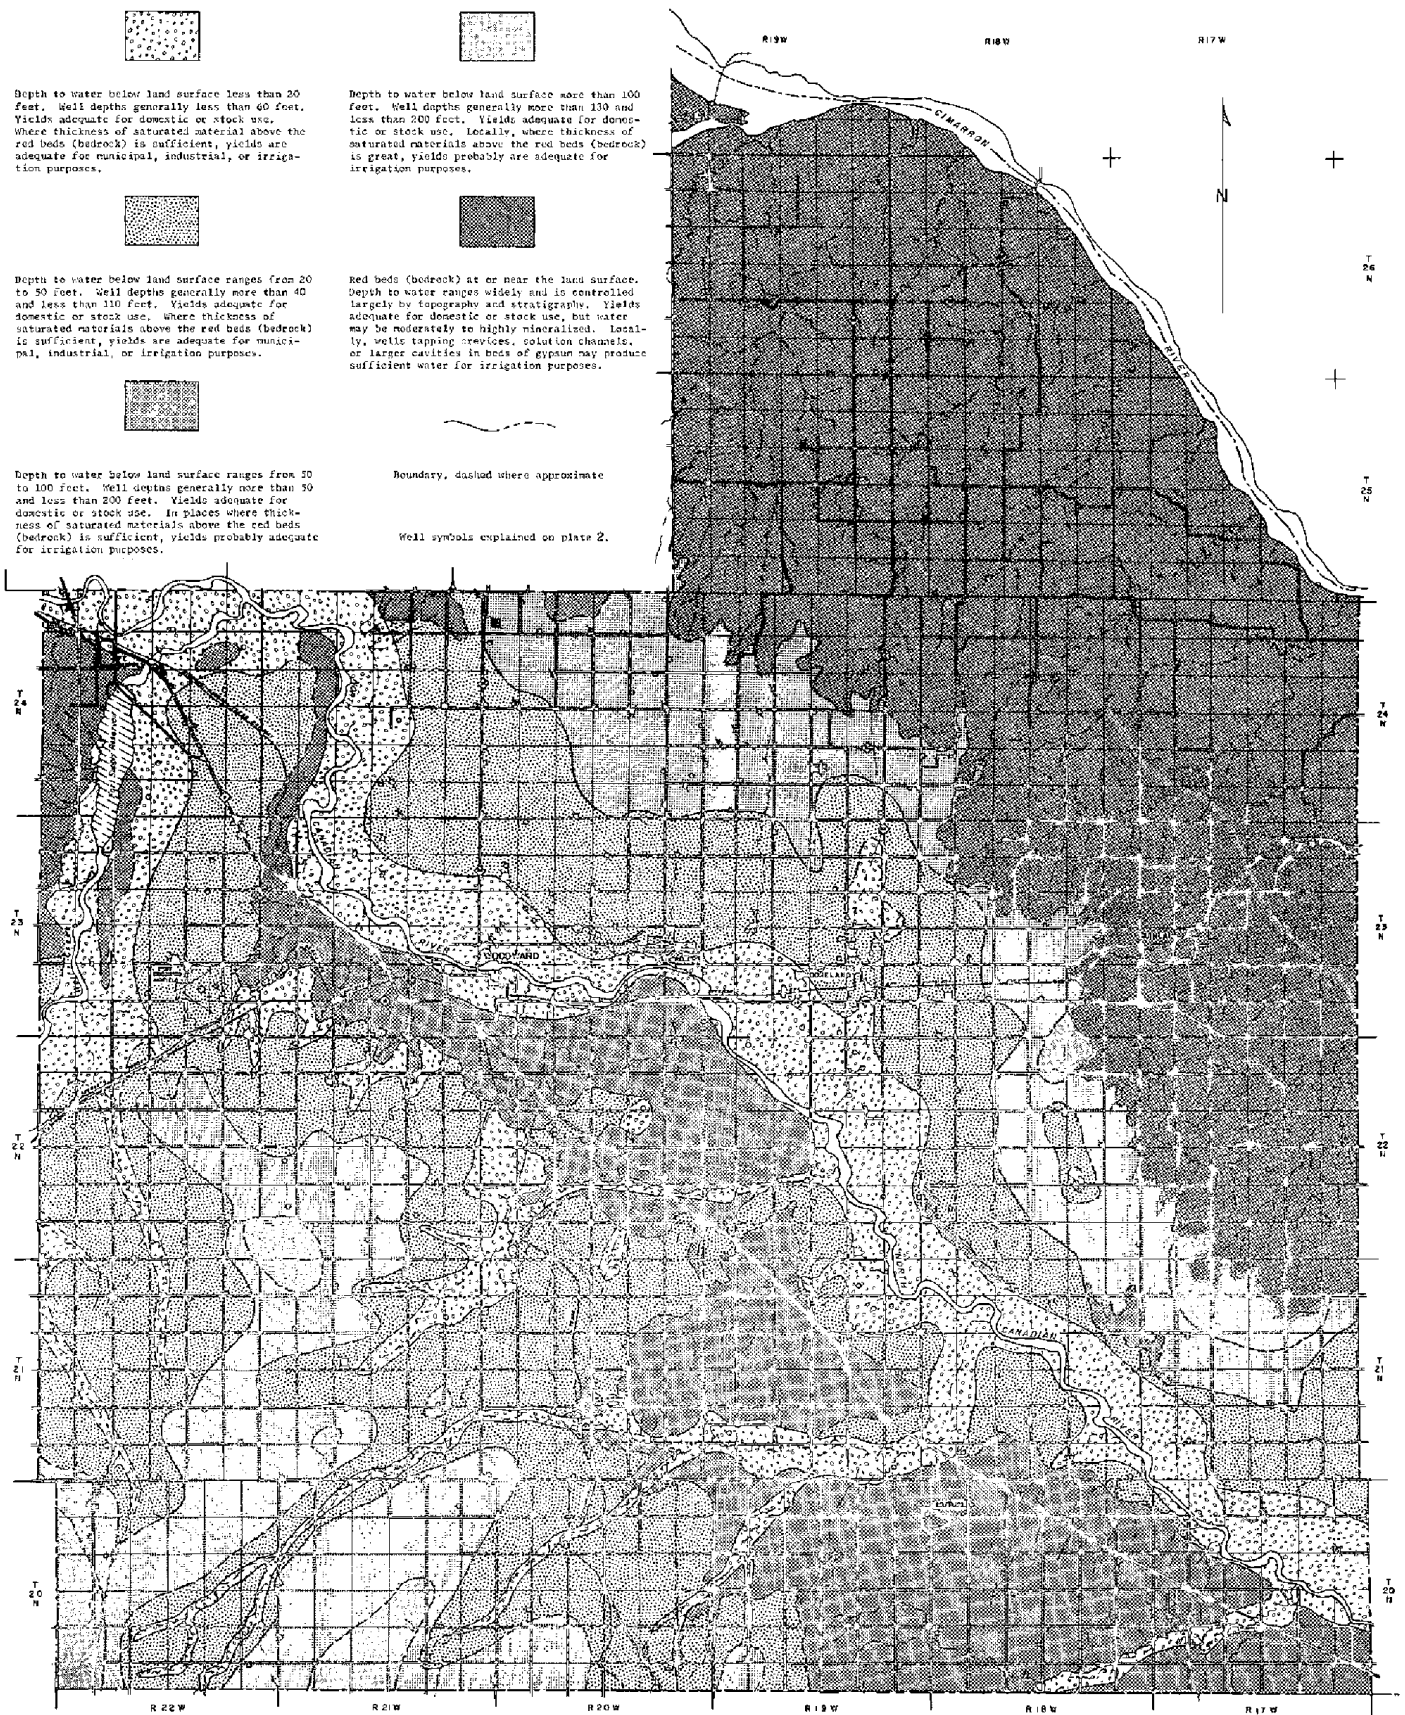 Depth to water below land surface less than 20
feet. Well depths generally less than 60 feet.
Yields adequate for domestic or stock use.
Where thickness of saturated material above the
red beds (bedrock) is sufficient, yields are
adequate for municipal, industrial, or irriga-
tion purposes.
Depth to water below land surface ranges from 20
to 50 feet. Well depths generally more than 40
and less than 110 feet. Yields adequate for
domestic or stock use. Where thickness of
saturated materials above the red beds (bedrock)
is sufficient, yields are adequate for munici-
pal, industrial, or irrigation purposes.
Depth to water below land surface ranges from 50
to 100 feet. Well depths generally more than 50
and less than 200 feet. Yields adequate for
domestic or stock use. In places where thick-
ness of saturated materials above the red beds
(bedrock) is sufficient, yields probably adequate
for irrigation purposes.
Depth to water below land surface more than 100
feet. Well depths generally more than 130 and
less than 200 feet. Yields adequate for domes-
tic or stock use. Locally, where thickness of
saturated materials above the red beds (bedrock)
is great, yields probably are adequate for
irrigation purposes.
Red beds (bedrock) at or near the land surface.
Depth to water ranges widely and is controlled
largely by topography and stratigraphy. Yields
adequate for domestic or stock use, but water
may be moderately to highly mineralized. Local-
ly, wells tapping crevices, solution channels,
or larger cavities in beds of gypsum may produce
sufficient water for irrigation purposes.
Boundary, dashed where approximate
Well symbols explained on plate 2.
R19W
R18W
R17W
CIMARRON
RIVER
N
T
26
N
T
25
N
T
24
N
T
24
N
T
23
N
T
23
N
WOODWARD
T
22
N
T
22
N
CANADIAN
RIVER
T
21
N
T
21
N
T
20
N
T
20
N
R 22W
R 21W
R 20W
R 19W
R 18W
R 17W